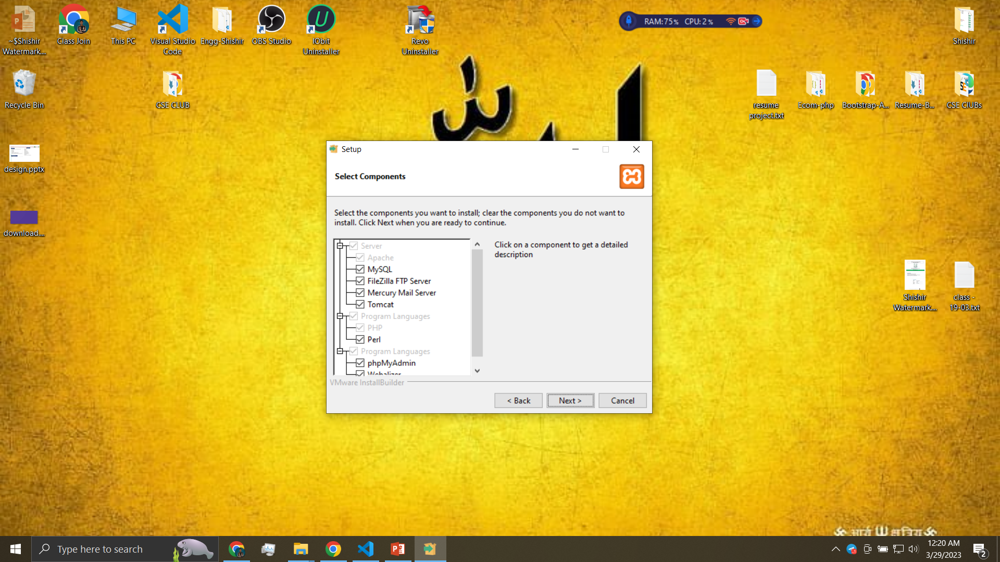 ~$Shishir
Watermark....
Class Join
This PC
Visual Studio
Code
Engg-Shishir
OBS Studio
IObit
Uninstaller
Revo
Uninstaller
RAM:75% CPU: 2%
Shishir
Recycle Bin
CSE CLUB
resume
project.txt
Ecom-php
Bootstrap-A...
Resume-B...
CSE ClUBs
design.pptx
download....
Setup
Select Components
Select the components you want to install; clear the components you do not want to
install. Click Next when you are ready to continue.
Server
Apache
MySQL
FileZilla FTP Server
Mercury Mail Server
Tomcat
Program Languages
PHP
Perl
Program Languages
phpMyAdmin
Webalizer
Click on a component to get a detailed
description
VMware InstallBuilder
< Back
Next >
Cancel
Shishir
Watermark....
class -
19-03.txt
Type here to search
12:20 AM
3/29/2023
2